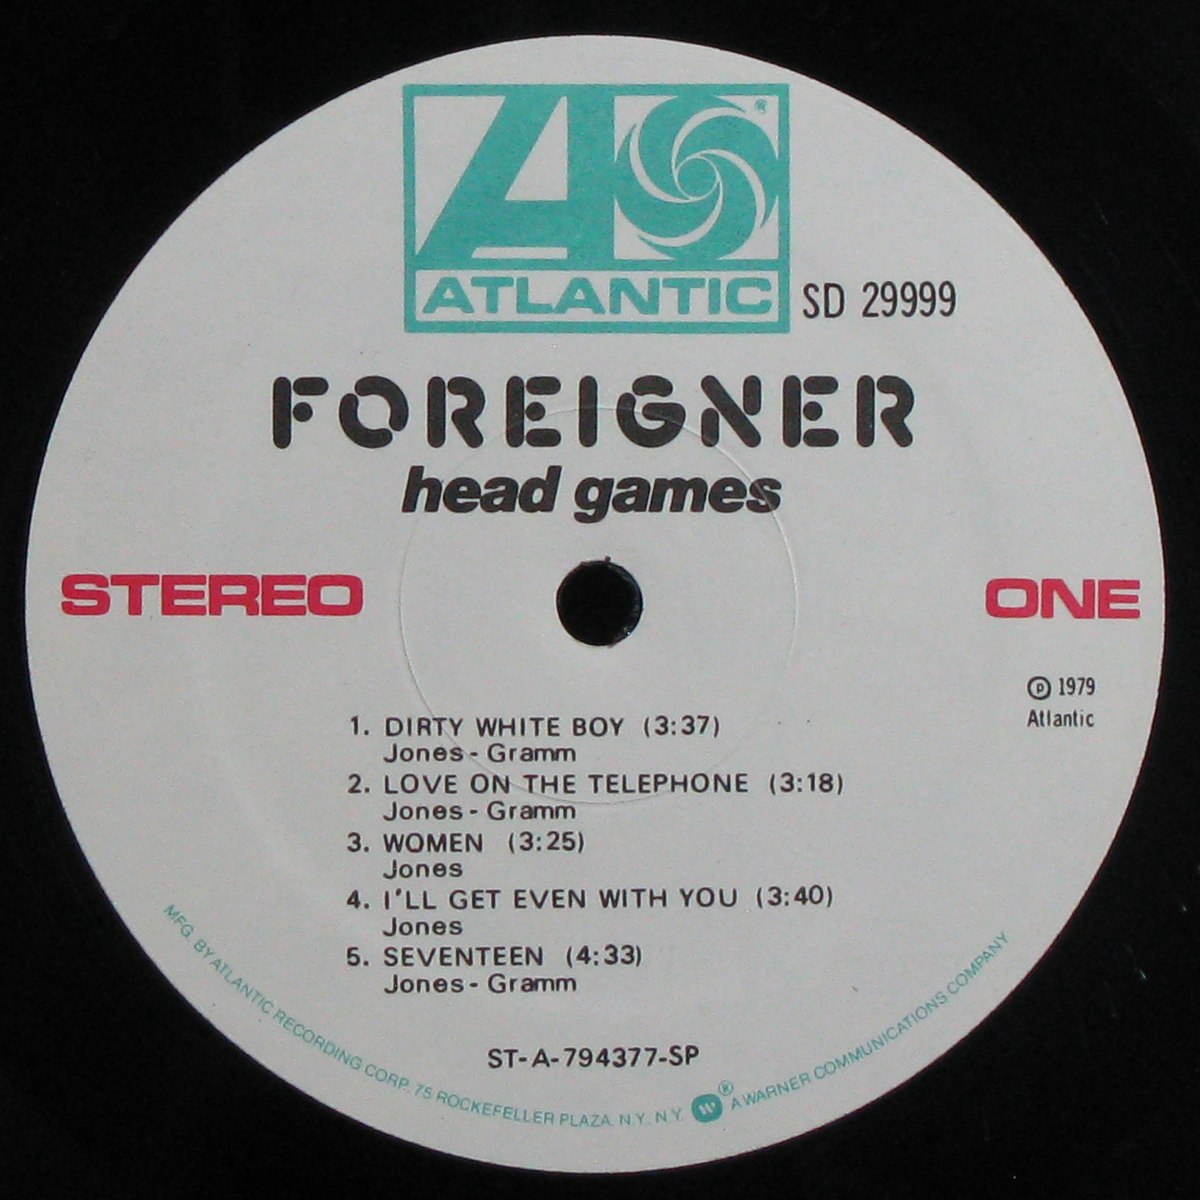 ATLANTIC
®
SD 29999
FOREIGNER
head games
STEREO
ONE
℗ 1979
Atlantic
1. DIRTY WHITE BOY (3:37)
Jones - Gramm
2. LOVE ON THE TELEPHONE (3:18)
Jones - Gramm
3. WOMEN (3:25)
Jones
4. I'LL GET EVEN WITH YOU (3:40)
Jones
5. SEVENTEEN (4:33)
Jones - Gramm
ST-A-794377-SP
MFG. BY ATLANTIC RECORDING CORP., 75 ROCKEFELLER PLAZA, N.Y., N.Y. ® A WARNER COMMUNICATIONS COMPANY